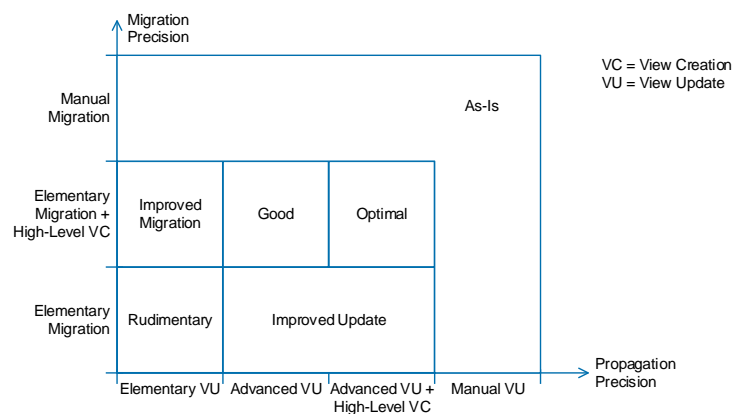 Migration
Precision
VC = View Creation
VU = View Update
Manual
Migration
As-Is
Elementary
Migration +
High-Level VC
Improved
Migration
Good
Optimal
Elementary
Migration
Rudimentary
Improved Update
Propagation
Precision
Elementary VU
Advanced VU
Advanced VU +
High-Level VC
Manual VU